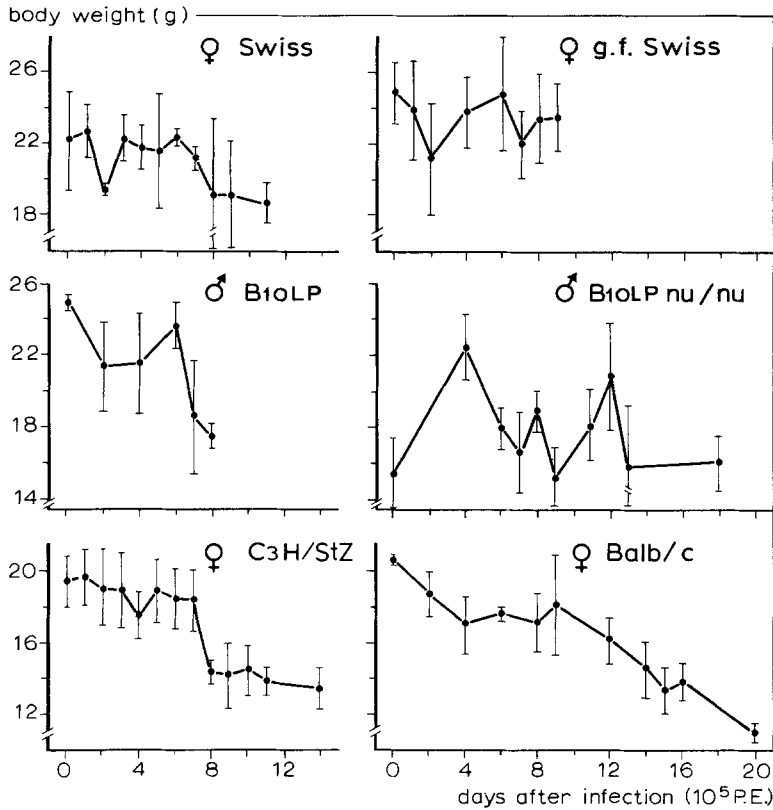 body weight (g)
♀ Swiss
♀ g.f. Swiss
26
22
18
♂ B10LP
♂ B10LP nu/nu
26
22
18
14
♀ C3H/StZ
♀ Balb/c
20
16
14
12
0 4 8 12
0 4 8 12 16 20
days after infection (10⁵ P.E.)